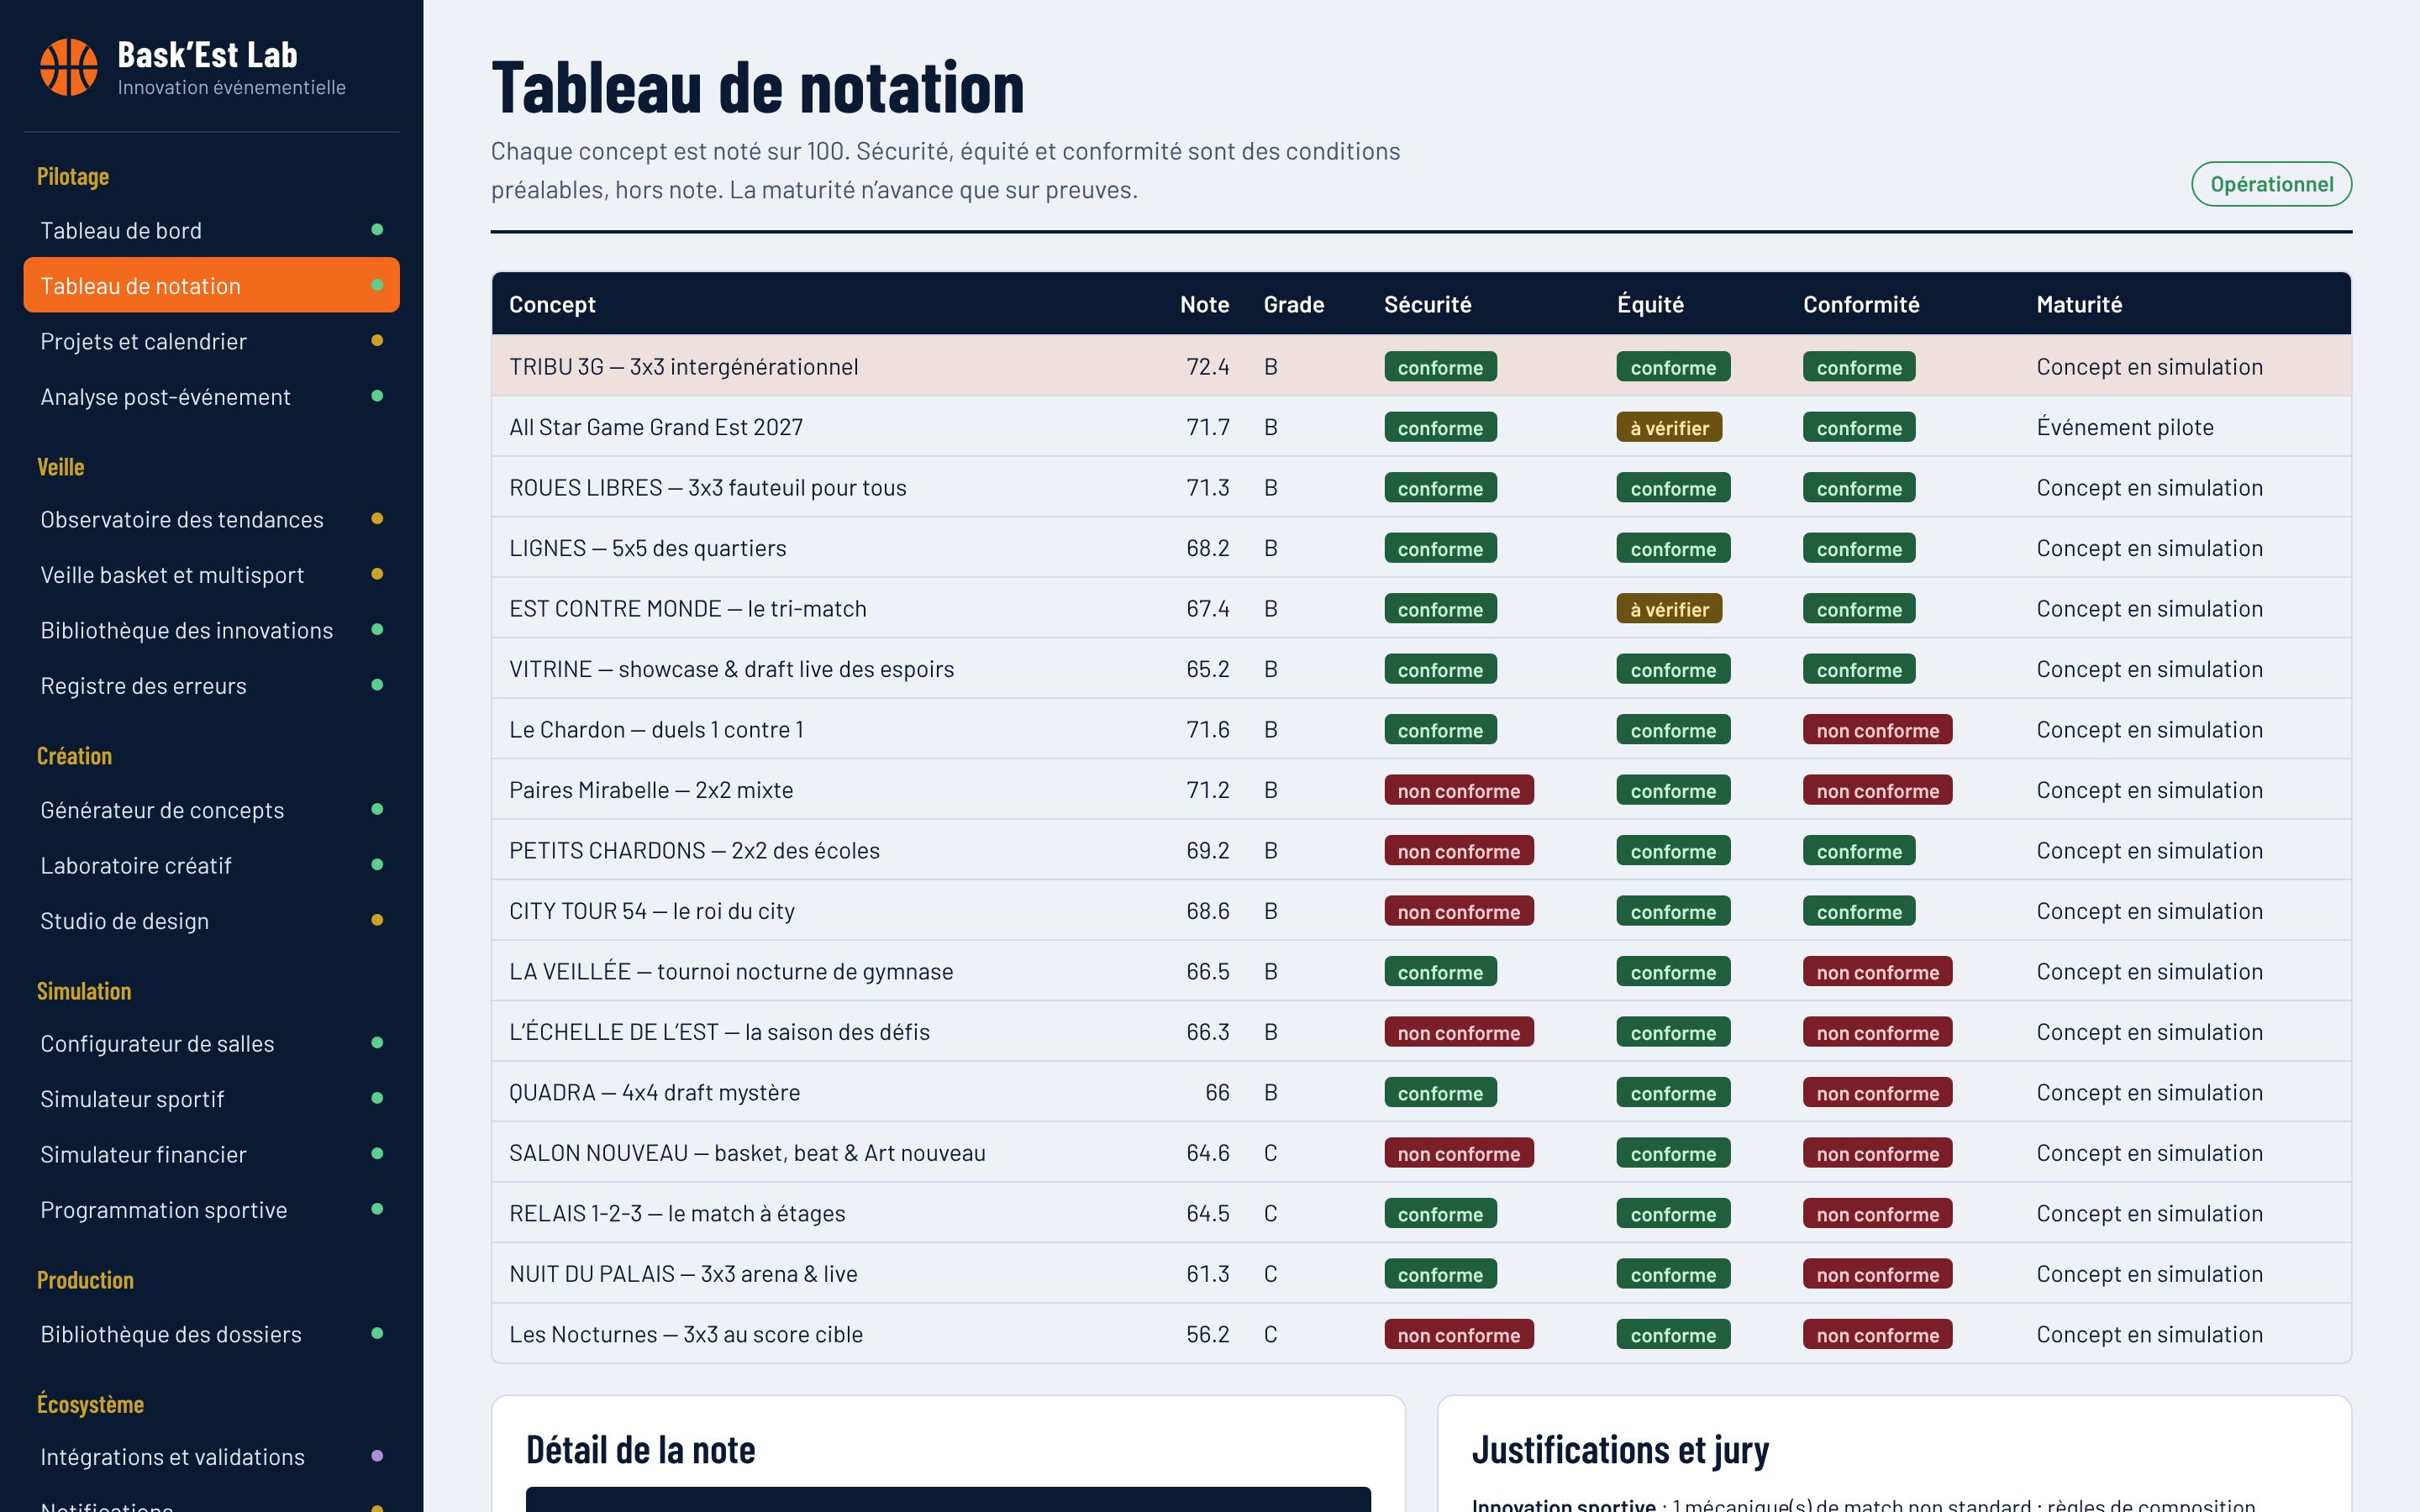 Bask’Est Lab
Innovation événementielle
Pilotage
Tableau de bord
Tableau de notation
Projets et calendrier
Analyse post-événement
Veille
Observatoire des tendances
Veille basket et multisport
Bibliothèque des innovations
Registre des erreurs
Création
Générateur de concepts
Laboratoire créatif
Studio de design
Simulation
Configurateur de salles
Simulateur sportif
Simulateur financier
Programmation sportive
Production
Bibliothèque des dossiers
Écosystème
Intégrations et validations
Notifications
Tableau de notation
Chaque concept est noté sur 100. Sécurité, équité et conformité sont des conditions
préalables, hors note. La maturité n’avance que sur preuves.
Opérationnel
Concept Note Grade Sécurité Équité Conformité Maturité
TRIBU 3G — 3x3 intergénérationnel 72.4 B conforme conforme conforme Concept en simulation
All Star Game Grand Est 2027 71.7 B conforme à vérifier conforme Événement pilote
ROUES LIBRES — 3x3 fauteuil pour tous 71.3 B conforme conforme conforme Concept en simulation
LIGNES — 5x5 des quartiers 68.2 B conforme conforme conforme Concept en simulation
EST CONTRE MONDE — le tri-match 67.4 B conforme à vérifier conforme Concept en simulation
VITRINE — showcase & draft live des espoirs 65.2 B conforme conforme conforme Concept en simulation
Le Chardon — duels 1 contre 1 71.6 B conforme conforme non conforme Concept en simulation
Paires Mirabelle — 2x2 mixte 71.2 B non conforme conforme non conforme Concept en simulation
PETITS CHARDONS — 2x2 des écoles 69.2 B non conforme conforme conforme Concept en simulation
CITY TOUR 54 — le roi du city 68.6 B non conforme conforme conforme Concept en simulation
LA VEILLÉE — tournoi nocturne de gymnase 66.5 B conforme conforme non conforme Concept en simulation
L’ÉCHELLE DE L’EST — la saison des défis 66.3 B non conforme conforme non conforme Concept en simulation
QUADRA — 4x4 draft mystère 66 B conforme conforme non conforme Concept en simulation
SALON NOUVEAU — basket, beat & Art nouveau 64.6 C non conforme conforme non conforme Concept en simulation
RELAIS 1-2-3 — le match à étages 64.5 C conforme conforme non conforme Concept en simulation
NUIT DU PALAIS — 3x3 arena & live 61.3 C conforme conforme non conforme Concept en simulation
Les Nocturnes — 3x3 au score cible 56.2 C non conforme conforme non conforme Concept en simulation
Détail de la note
Justifications et jury
Innovation sportive : 1 mécanique(s) de match non standard ; règles de composition